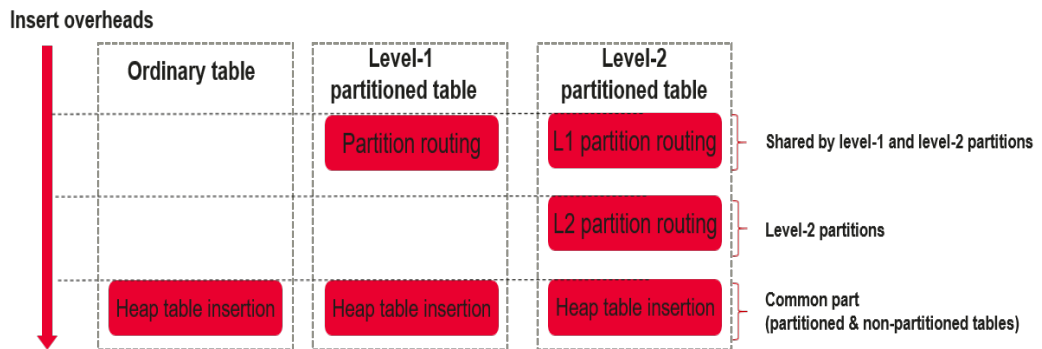 Insert overheads
Ordinary table
Level-1
partitioned table
Level-2
partitioned table
Partition routing
L1 partition routing
Shared by level-1 and level-2 partitions
L2 partition routing
Level-2 partitions
Heap table insertion
Heap table insertion
Heap table insertion
Common part
(partitioned & non-partitioned tables)